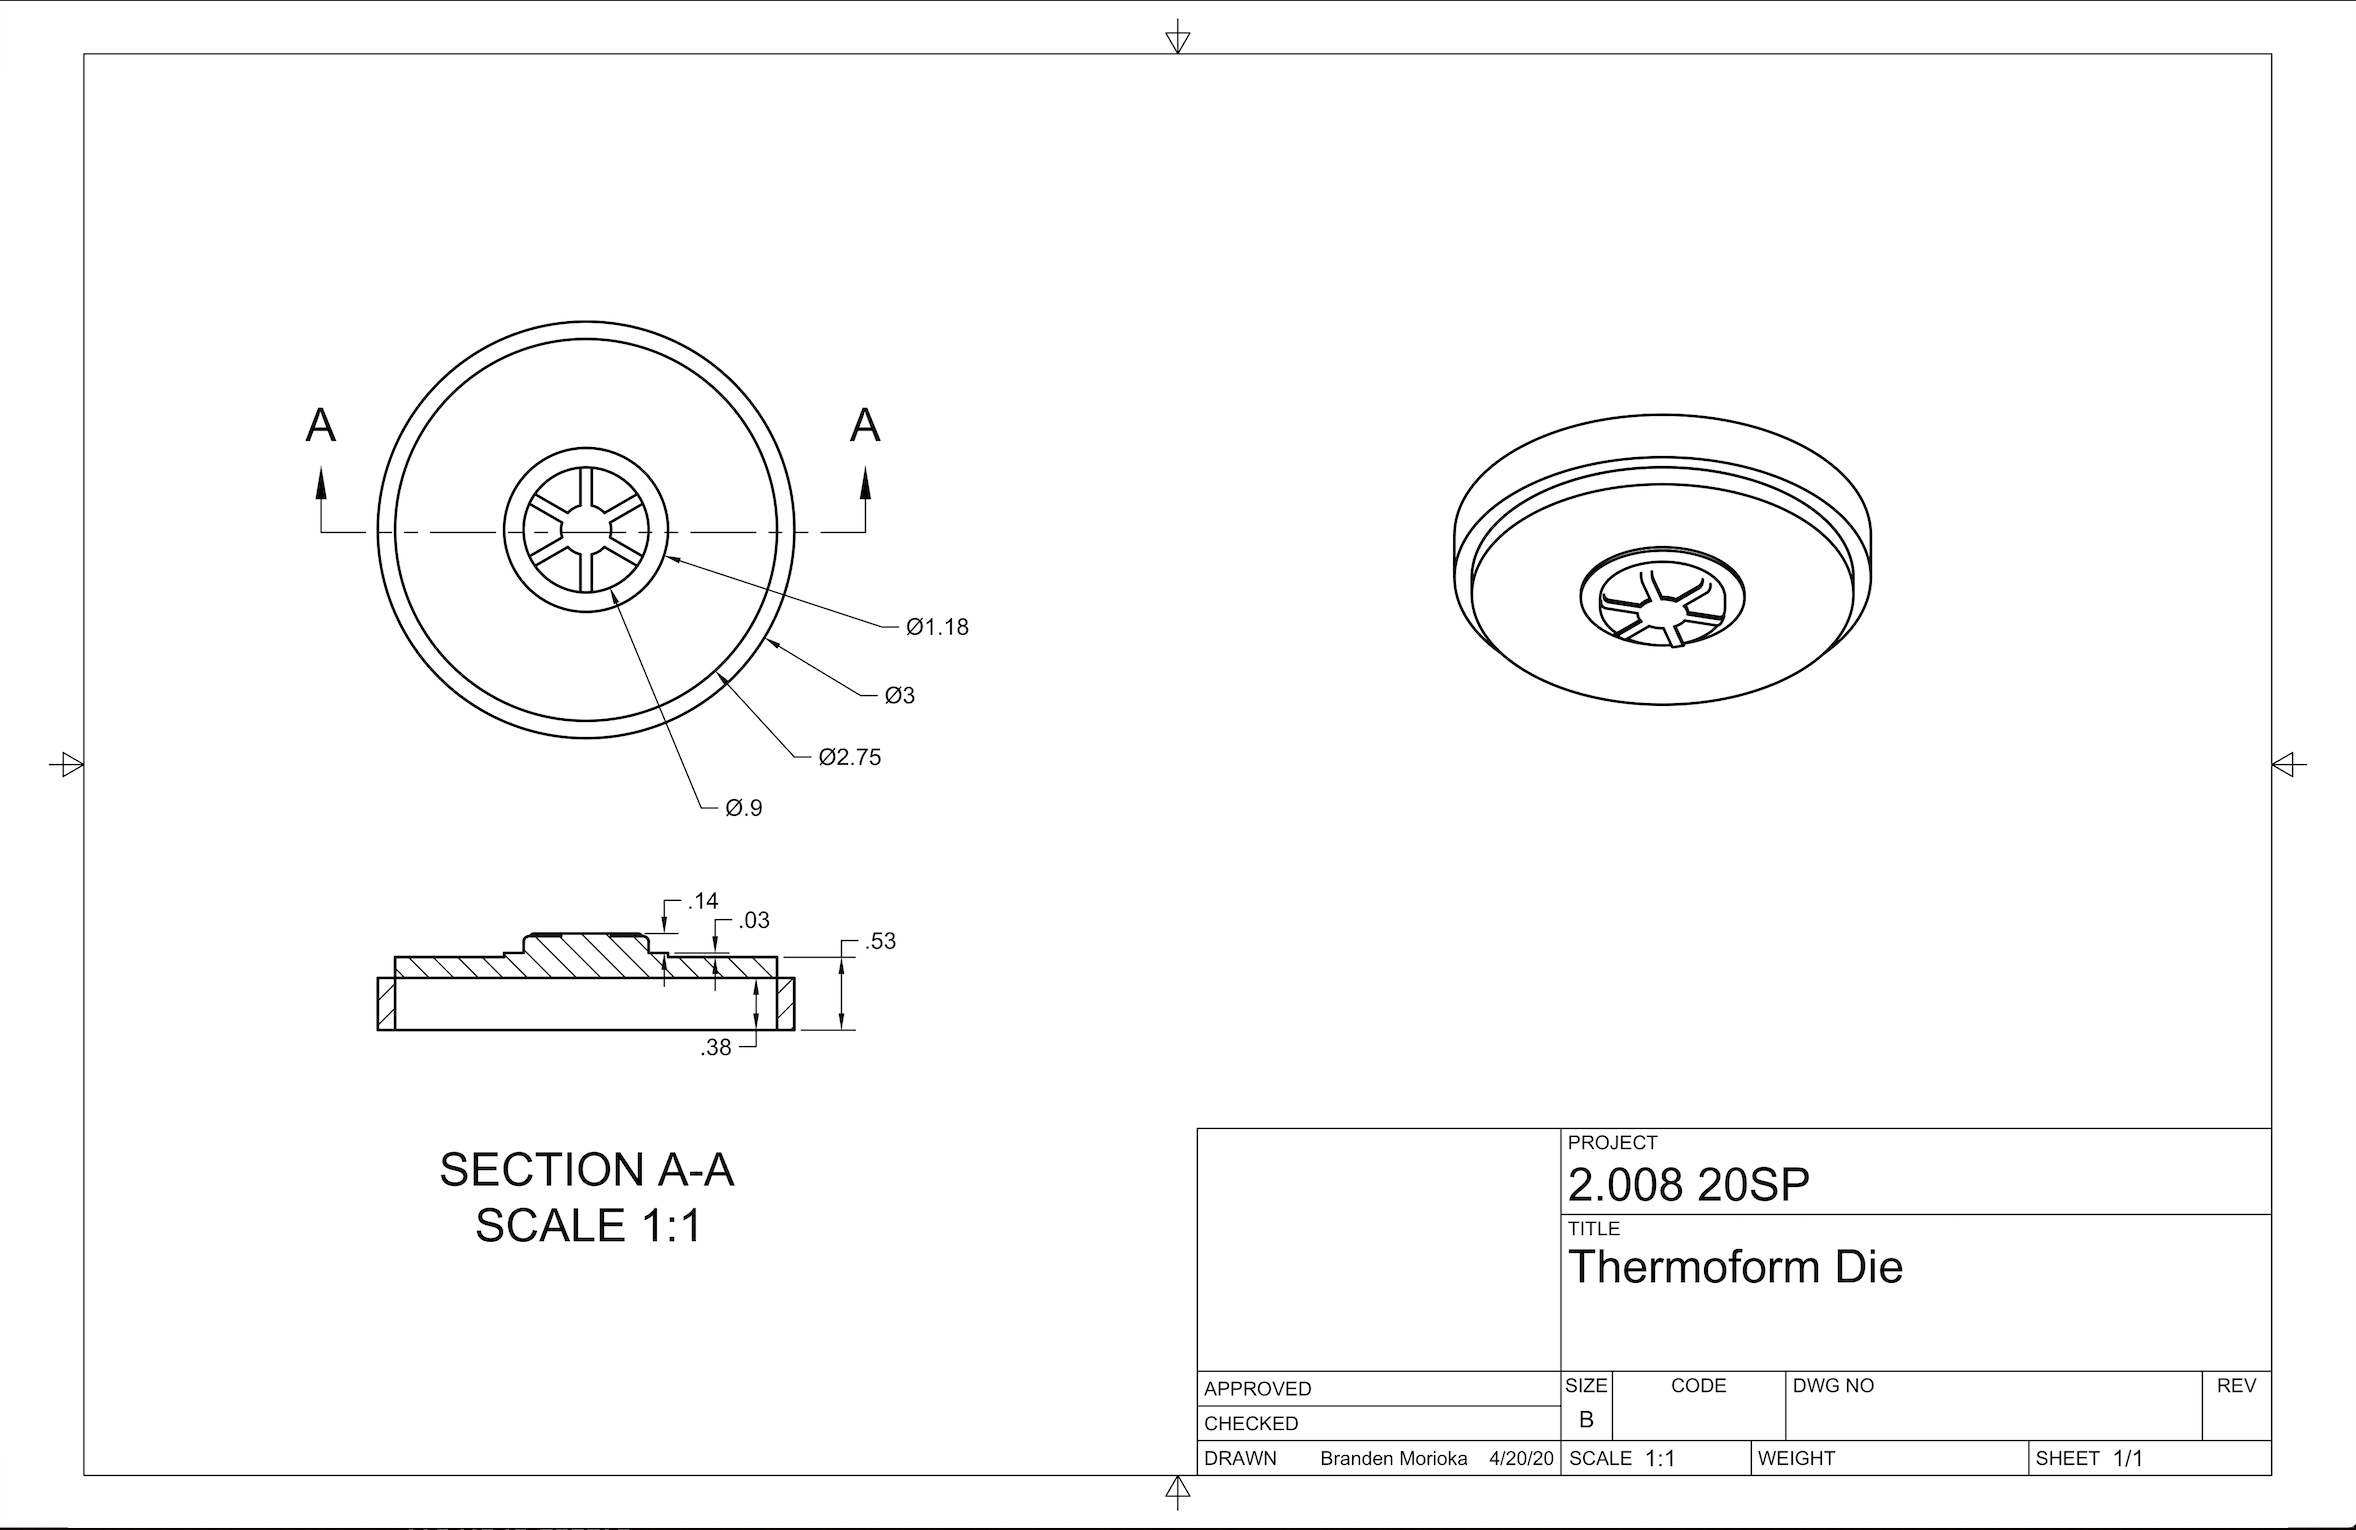 A
A
Ø1.18
Ø3
Ø2.75
Ø.9
.14
.03
.53
.38
SECTION A-A
SCALE 1:1
PROJECT
2.008 20SP
TITLE
Thermoform Die
APPROVED
CHECKED
DRAWN Branden Morioka 4/20/20
SIZE
B
CODE
DWG NO
REV
SCALE 1:1
WEIGHT
SHEET 1/1